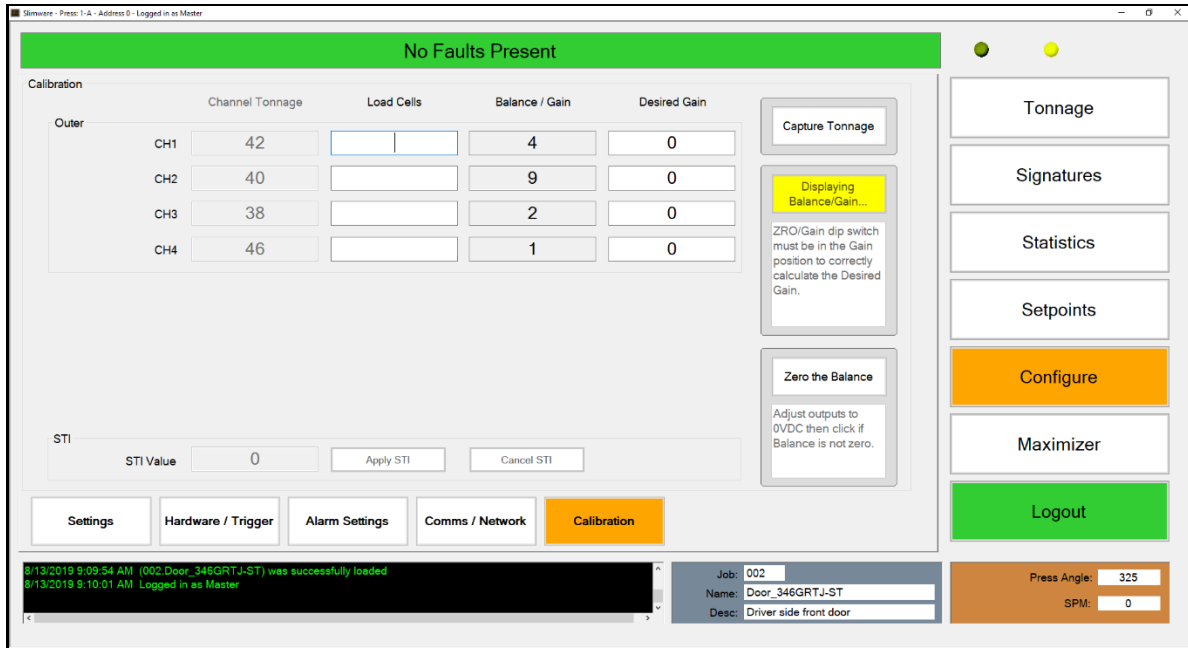 Slimware - Press: 1-A - Address 0 - Logged in as Master
No Faults Present
Calibration
Channel Tonnage Load Cells Balance / Gain Desired Gain
Outer
CH1 42 4 0
CH2 40 9 0
CH3 38 2 0
CH4 46 1 0
Capture Tonnage
Displaying
Balance/Gain...
ZRO/Gain dip switch
must be in the Gain
position to correctly
calculate the Desired
Gain.
Zero the Balance
Adjust outputs to
0VDC then click if
Balance is not zero.
STI
STI Value 0 Apply STI Cancel STI
Settings Hardware / Trigger Alarm Settings Comms / Network Calibration
Tonnage
Signatures
Statistics
Setpoints
Configure
Maximizer
Logout
8/13/2019 9:09:54 AM (002.Door_346GRTJ-ST) was successfully loaded
8/13/2019 9:10:01 AM Logged in as Master
Job: 002
Name: Door_346GRTJ-ST
Desc: Driver side front door
Press Angle: 325
SPM: 0